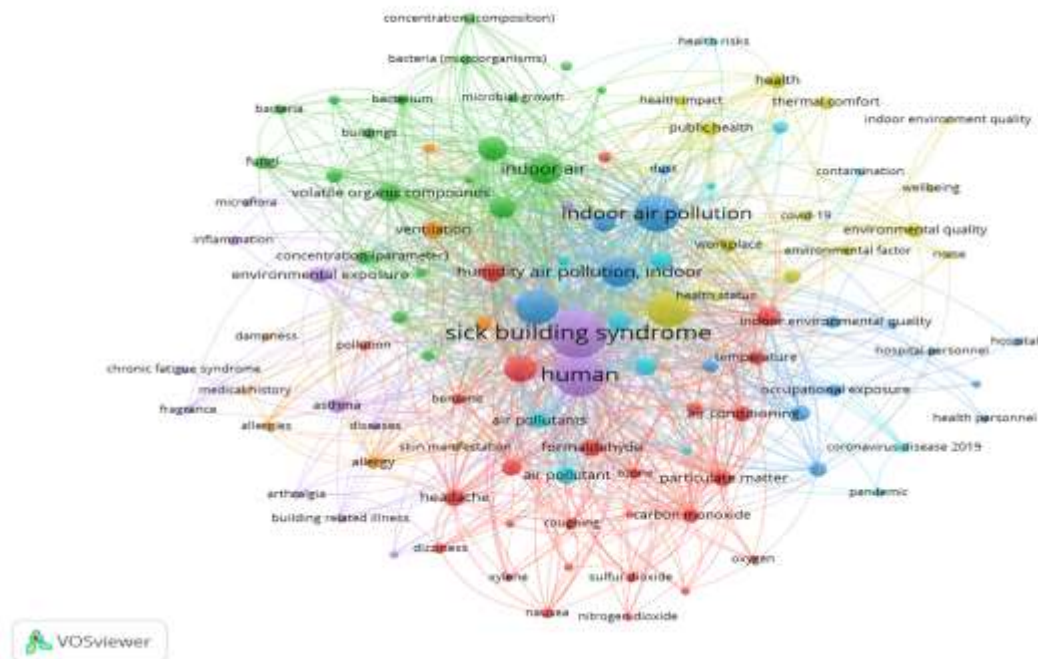 concentration (composition)
health risks
bacteria (microorganisms)
health
bacteria
bacterium
microbial growth
health impact
thermal comfort
buildings
public health
indoor environment quality
fungi
indoor air
dust
contamination
volatile organic compounds
wellbeing
microflora
indoor air pollution
covid-19
ventilation
environmental quality
inflammation
workplace
environmental factor
noise
concentration (parameter)
environmental exposure
humidity
air pollution, indoor
health status
sick building syndrome
indoor environmental quality
dampness
pollution
hospital
hospital personnel
temperature
chronic fatigue syndrome
human
medical history
occupational exposure
fragrance
asthma
benzene
air conditioning
health personnel
allergies
diseases
air pollutants
skin manifestation
formaldehyde
coronavirus disease 2019
allergy
air pollutant
ozone
particulate matter
arthralgia
headache
pandemic
building related illness
coughing
carbon monoxide
dizziness
oxygen
xylene
sulfur dioxide
nausea
nitrogen dioxide
VOSviewer